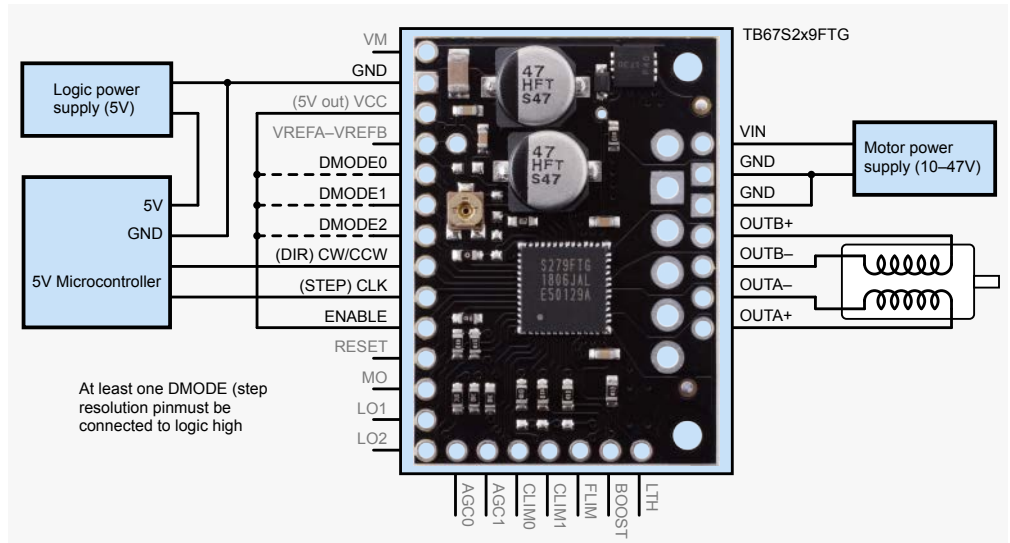 TB67S2x9FTG
VM
GND
(5V out) VCC
VREFA–VREFB
DMODE0
DMODE1
DMODE2
(DIR) CW/CCW
(STEP) CLK
ENABLE
RESET
MO
LO1
LO2
Logic power
supply (5V)
5V
GND
5V Microcontroller
At least one DMODE (step
resolution pinmust be
connected to logic high
47
HFT
S47
47
HFT
S47
S279FTG
1806JAL
E50129A
VIN
GND
GND
OUTB+
OUTB–
OUTA–
OUTA+
Motor power
supply (10–47V)
AGC0
AGC1
CLIM0
CLIM1
FLIM
BOOST
LTH